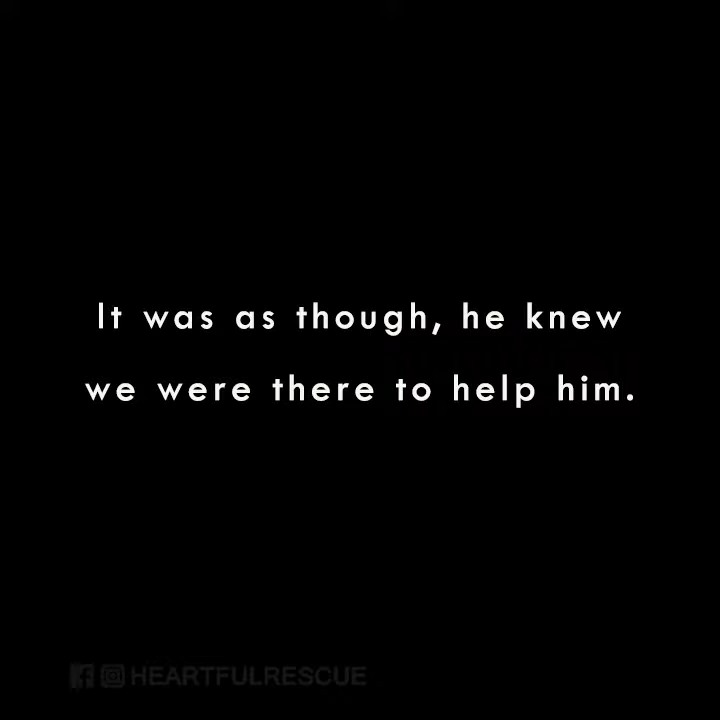 It was as though, he knew
we were there to help him.
HEARTFULRESCUE